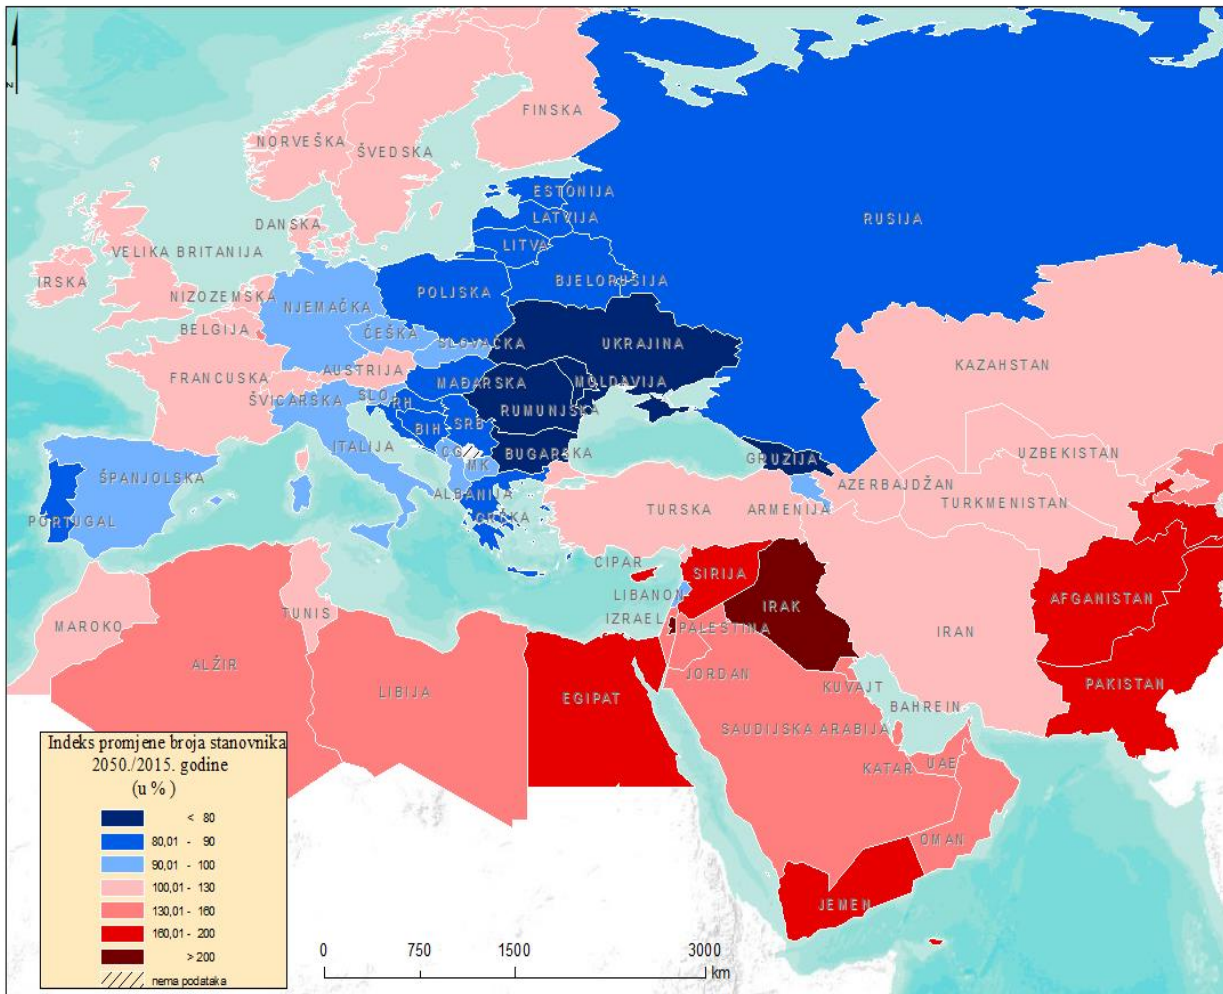 N
FINSKA
NORVEŠKA
ŠVEDSKA
ESTONIJA
LATVIJA
RUSIJA
DANSKA
LITVA
VELIKA BRITANIJA
IRSKA
BJELORUSIJA
POLJSKA
NIZOZEMSKA
NJEMAČKA
BELGIJA
ČEŠKA
SLOVAČKA
UKRAJINA
KAZAHSTAN
AUSTRIJA
FRANCUSKA
MAĐARSKA
MOLDAVIJA
ŠVICARSKA
SLO
RH
RUMUNJSKA
SRB
BIH
ITALIJA
CG
BUGARSKA
UZBEKISTAN
GRUZIJA
MK
ŠPANJOLSKA
AZERBAJDŽAN
ALBANIJA
TURKMENISTAN
TURSKA
ARMENIJA
PORTUGAL
GRČKA
CIPAR
SIRIJA
LIBANON
AFGANISTAN
IRAK
TUNIS
IZRAEL
MAROKO
PALESTINA
IRAN
ALŽIR
JORDAN
PAKISTAN
LIBIJA
EGIPAT
KUVAJT
BAHREIN
SAUDIJSKA ARABIJA
KATAR
UAE
OMAN
JEMEN
Indeks promjene broja stanovnika
2050./2015. godine
(u %)
< 80
80,01 - 90
90,01 - 100
100,01 - 130
130,01 - 160
160,01 - 200
> 200
nema podataka
0 750 1500 3000
km